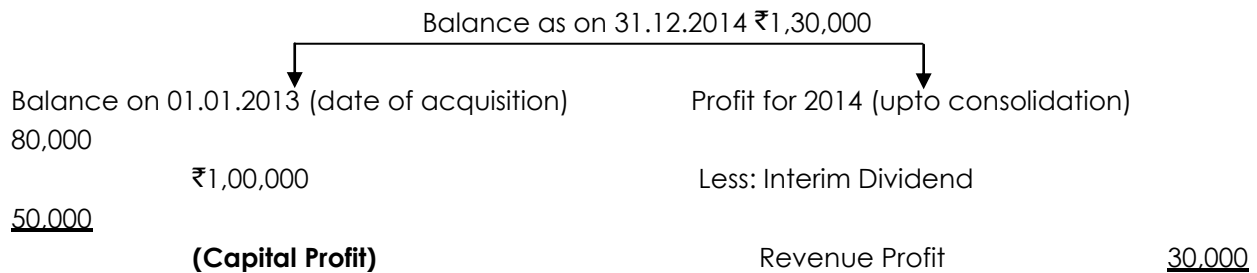 Balance as on 31.12.2014 ₹1,30,000
Balance on 01.01.2013 (date of acquisition) Profit for 2014 (upto consolidation)
80,000
₹1,00,000 Less: Interim Dividend
50,000
(Capital Profit) Revenue Profit 30,000